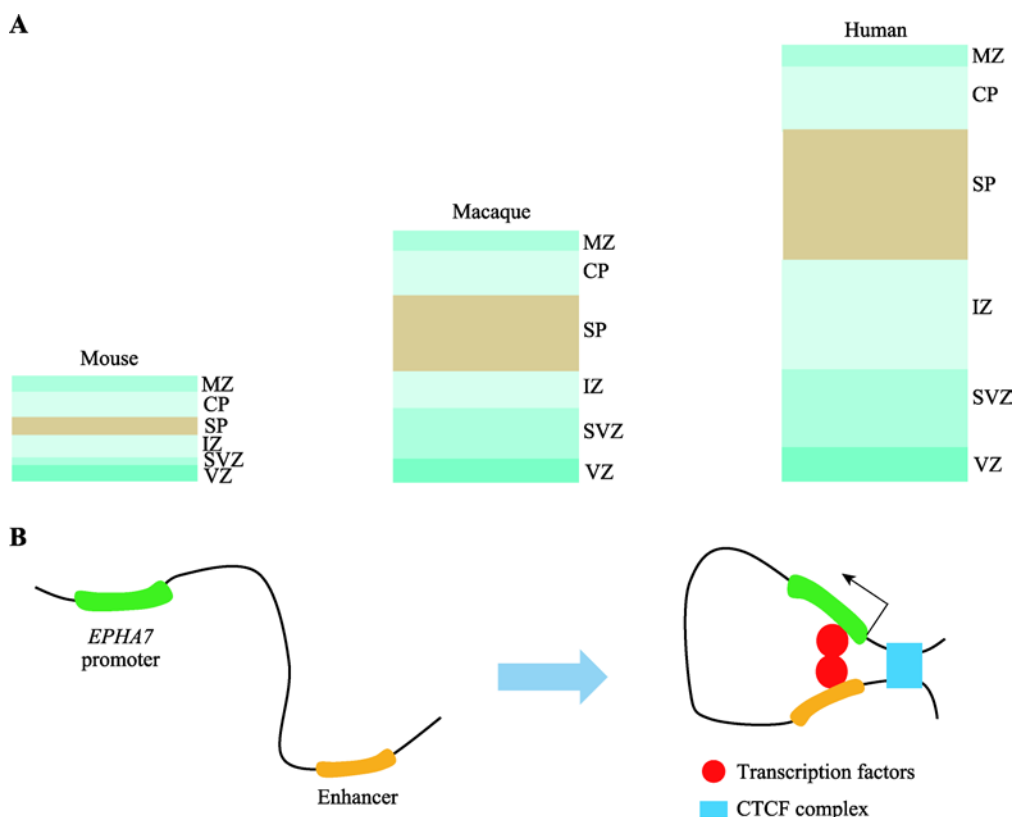 A
Human
MZ
CP
SP
IZ
SVZ
VZ
Macaque
MZ
CP
SP
IZ
SVZ
VZ
Mouse
MZ
CP
SP
IZ
SVZ
VZ
B
EPHA7
promoter
Enhancer
Transcription factors
CTCF complex